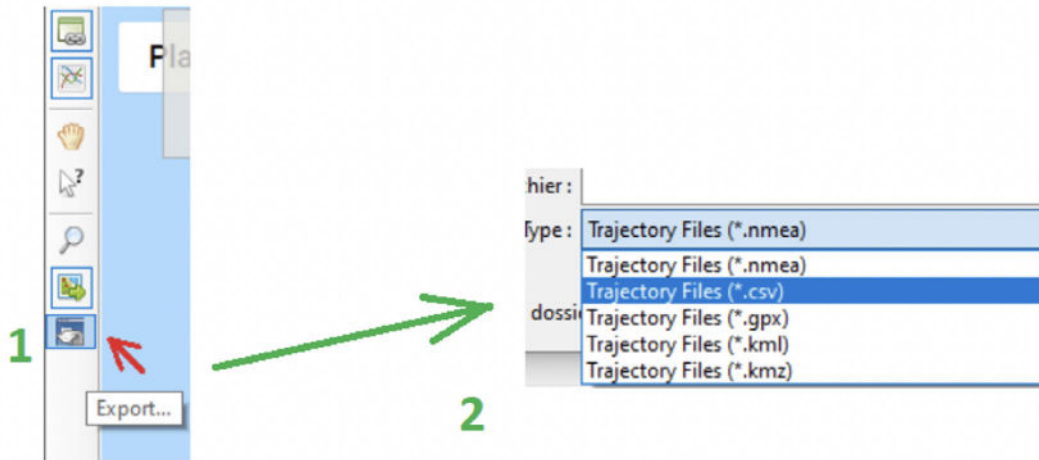 Pla
?
1
Export...
2
hier :
Type : Trajectory Files (*.nmea)
Trajectory Files (*.nmea)
Trajectory Files (*.csv)
dossi Trajectory Files (*.gpx)
Trajectory Files (*.kml)
Trajectory Files (*.kmz)